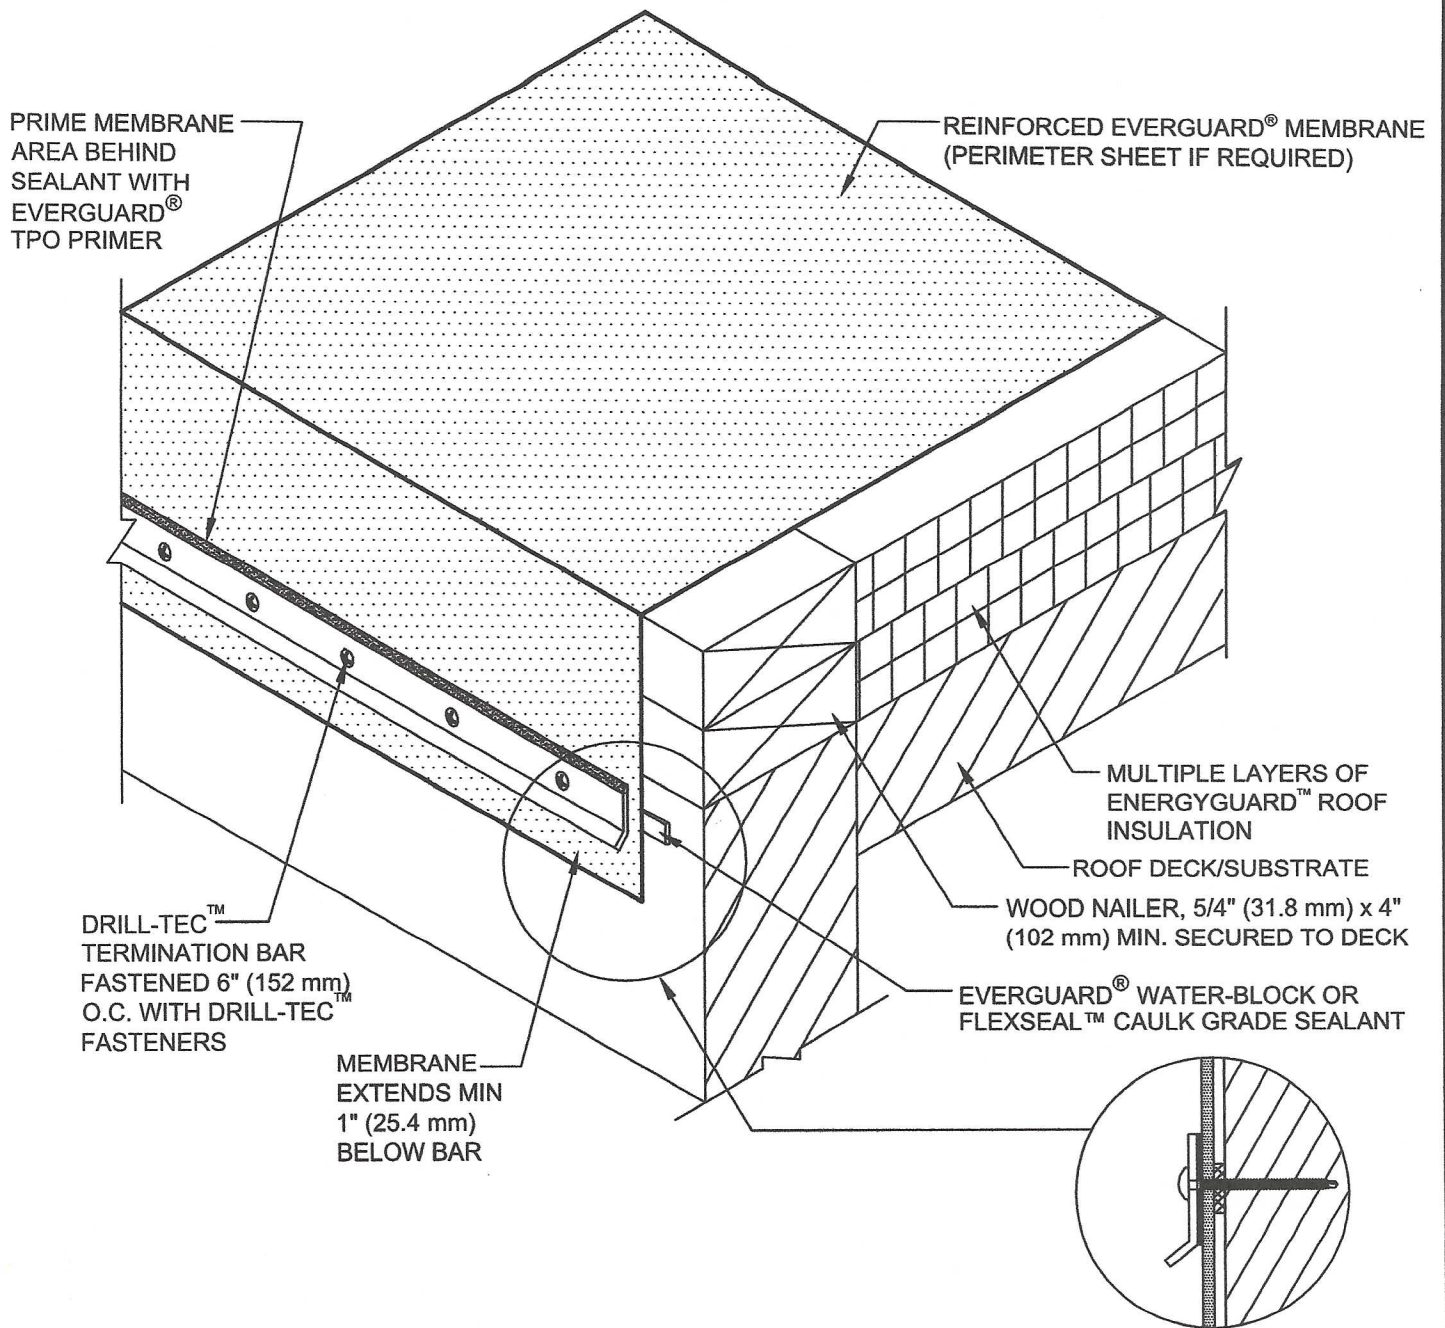 PRIME MEMBRANE
AREA BEHIND
SEALANT WITH
EVERGUARD®
TPO PRIMER
REINFORCED EVERGUARD® MEMBRANE
(PERIMETER SHEET IF REQUIRED)
MULTIPLE LAYERS OF
ENERGYGUARD™ ROOF
INSULATION
ROOF DECK/SUBSTRATE
WOOD NAILER, 5/4" (31.8 mm) x 4"
(102 mm) MIN. SECURED TO DECK
EVERGUARD® WATER-BLOCK OR
FLEXSEAL™ CAULK GRADE SEALANT
DRILL-TEC™
TERMINATION BAR
FASTENED 6" (152 mm)
O.C. WITH DRILL-TEC™
FASTENERS
MEMBRANE
EXTENDS MIN
1" (25.4 mm)
BELOW BAR